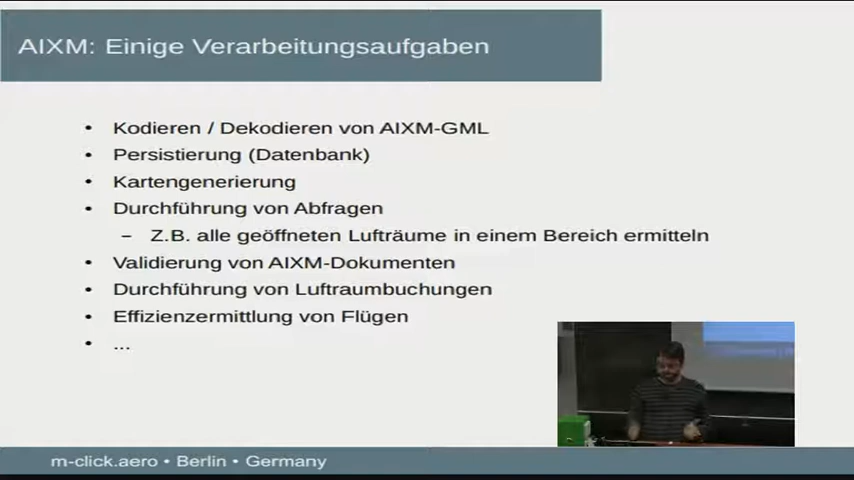 AIXM: Einige Verarbeitungsaufgaben
• Kodieren / Dekodieren von AIXM-GML
• Persistierung (Datenbank)
• Kartengenerierung
• Durchführung von Abfragen
– Z.B. alle geöffneten Lufträume in einem Bereich ermitteln
• Validierung von AIXM-Dokumenten
• Durchführung von Luftraumbuchungen
• Effizienzermittlung von Flügen
• ...
m-click.aero • Berlin • Germany